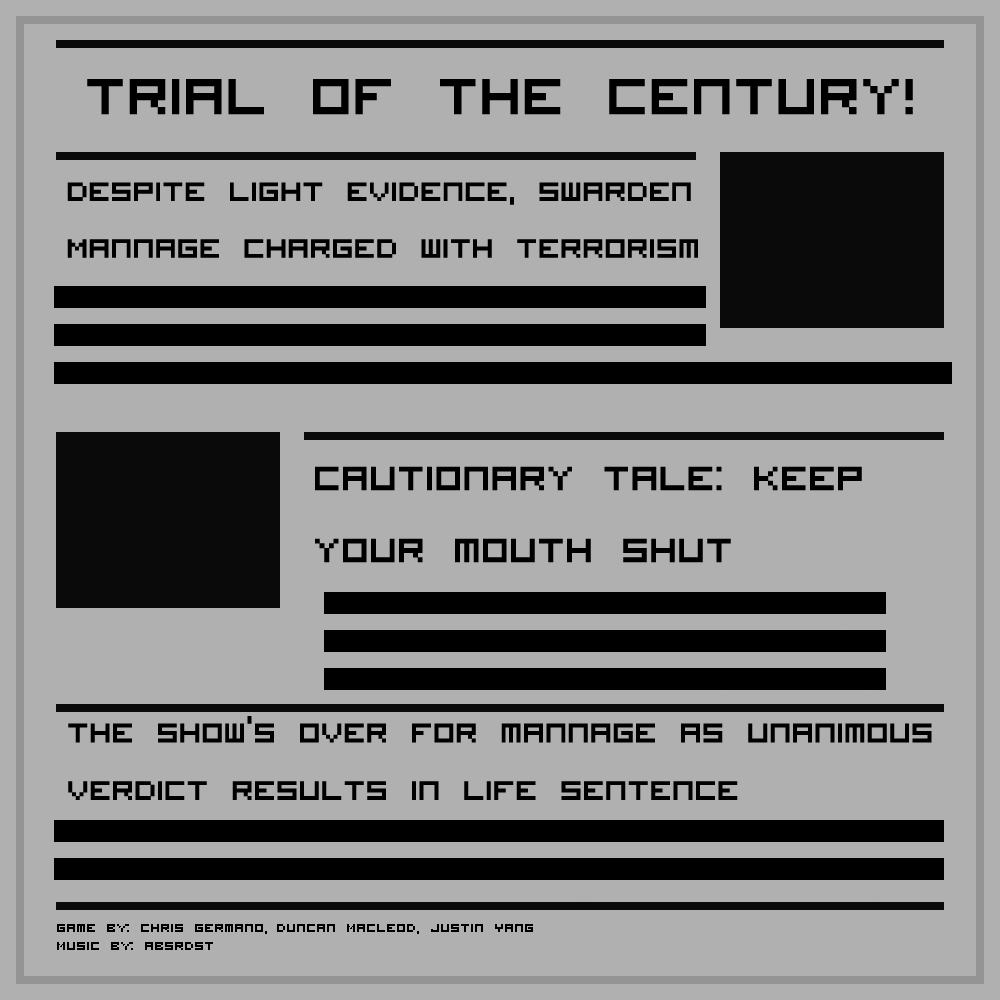 TRIAL OF THE CENTURY!
DESPITE LIGHT EVIDENCE, SWARDEN
MANNAGE CHARGED WITH TERRORISM
CAUTIONARY TALE: KEEP
YOUR MOUTH SHUT
THE SHOW'S OVER FOR MANNAGE AS UNANIMOUS
VERDICT RESULTS IN LIFE SENTENCE
GAME BY: CHRIS GERMANO, DUNCAN MACLEOD, JUSTIN YANG
MUSIC BY: ABSRDST